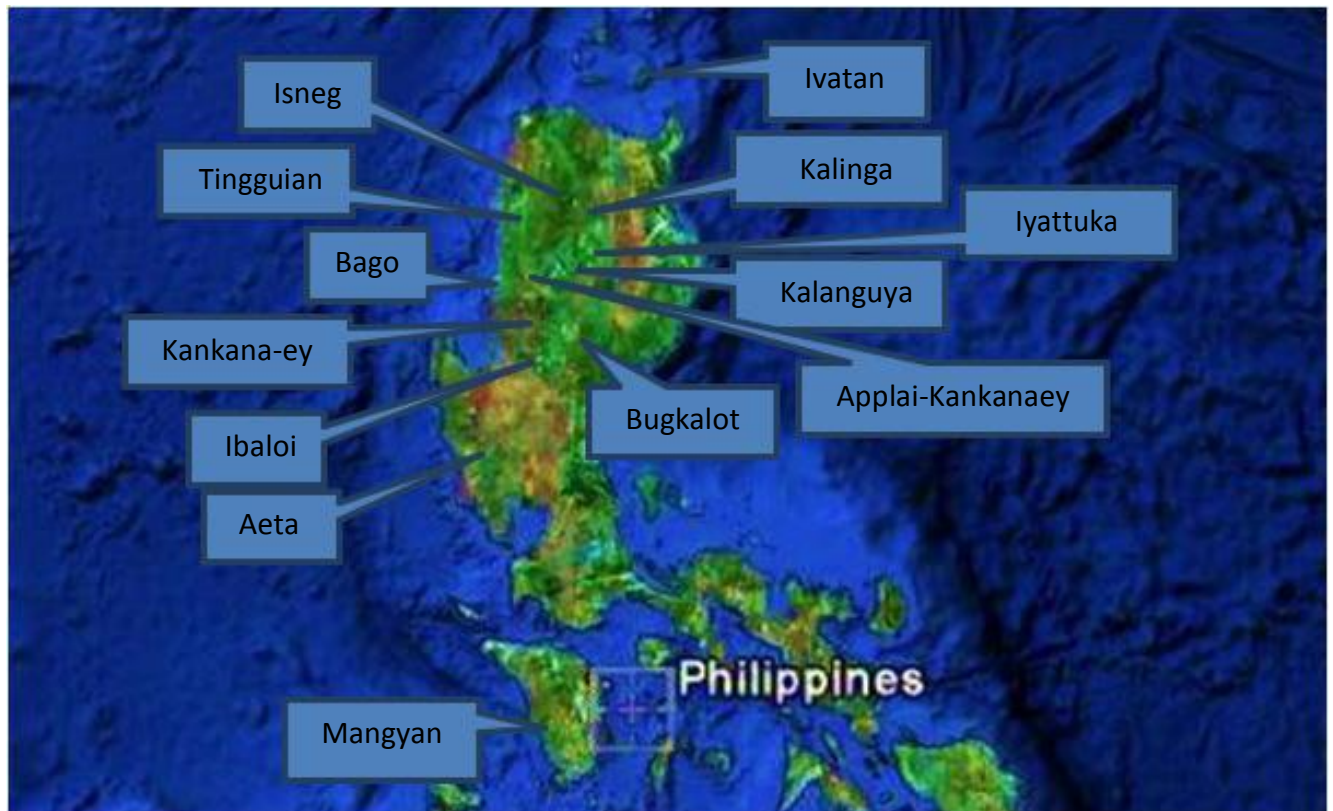 Ivatan
Isneg
Kalinga
Tingguian
Iyattuka
Bago
Kalanguya
Kankana-ey
Applai-Kankanaey
Bugkalot
Ibaloi
Aeta
Philippines
Mangyan